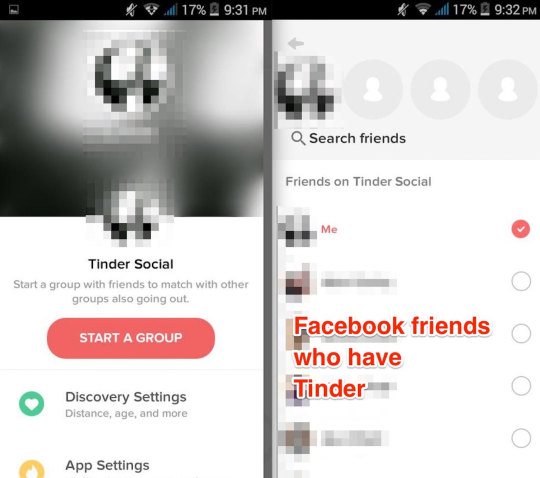 17% 9:31 PM
Tinder Social
Start a group with friends to match with other
groups also going out.
START A GROUP
Discovery Settings
Distance, age, and more
App Settings
17% 9:32 PM
Search friends
Friends on Tinder Social
Me
Facebook friends
who have
Tinder